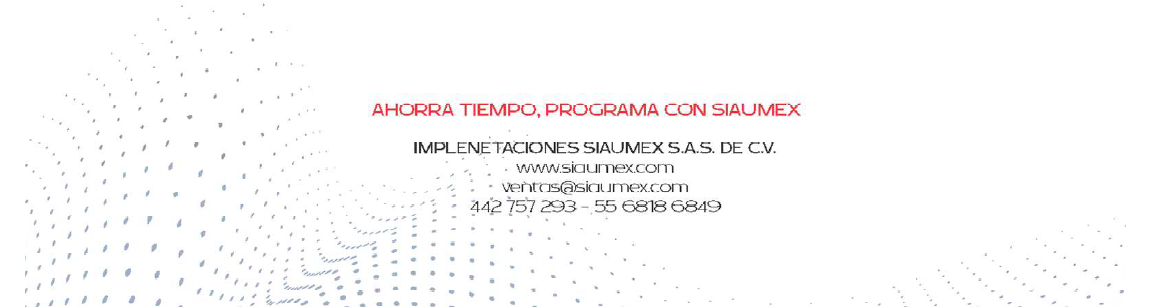 AHORRA TIEMPO, PROGRAMA CON SIAUMEX
IMPLENETACIONES SIAUMEX S.A.S. DE C.V.
www.siaumex.com
ventas@siaumex.com
442 757 293 - 55 6818 6849